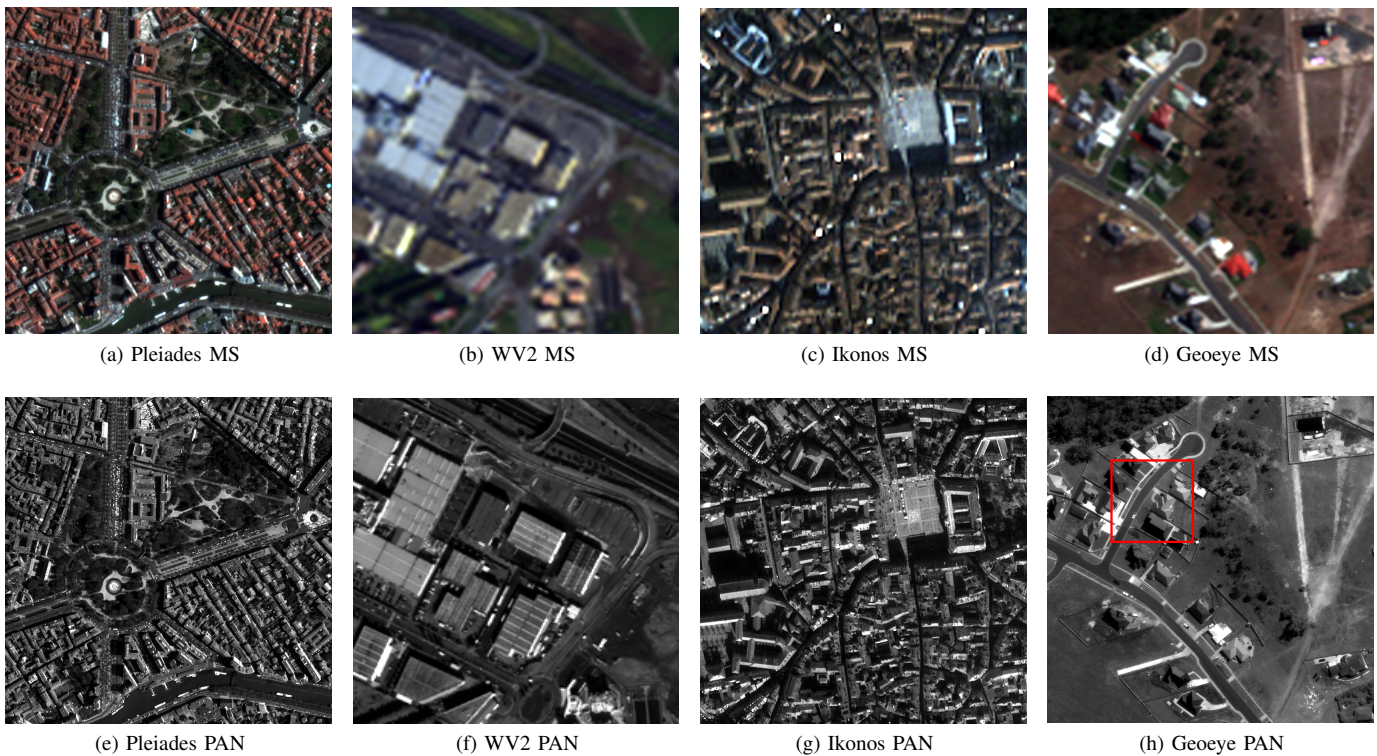 (a) Pleiades MS
(b) WV2 MS
(c) Ikonos MS
(d) Geoeye MS
(e) Pleiades PAN
(f) WV2 PAN
(g) Ikonos PAN
(h) Geoeye PAN